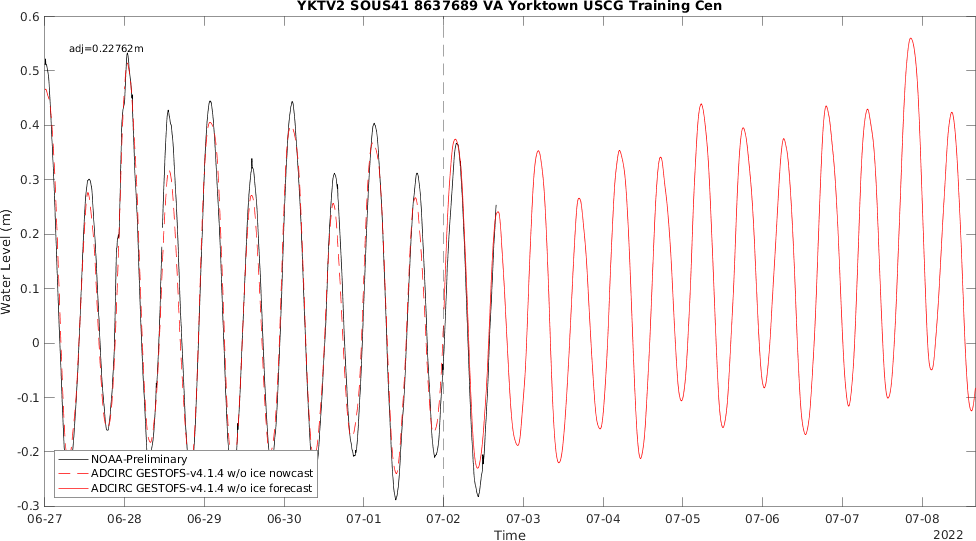 YKTV2 SOUS41 8637689 VA Yorktown USCG Training Cen
adj=0.22762m
0.6
0.5
0.4
0.3
0.2
0.1
0
-0.1
-0.2
-0.3
Water Level (m)
NOAA-Preliminary
ADCIRC GESTOFS-v4.1.4 w/o ice nowcast
ADCIRC GESTOFS-v4.1.4 w/o ice forecast
06-27 06-28 06-29 06-30 07-01 07-02 07-03 07-04 07-05 07-06 07-07 07-08
Time
2022